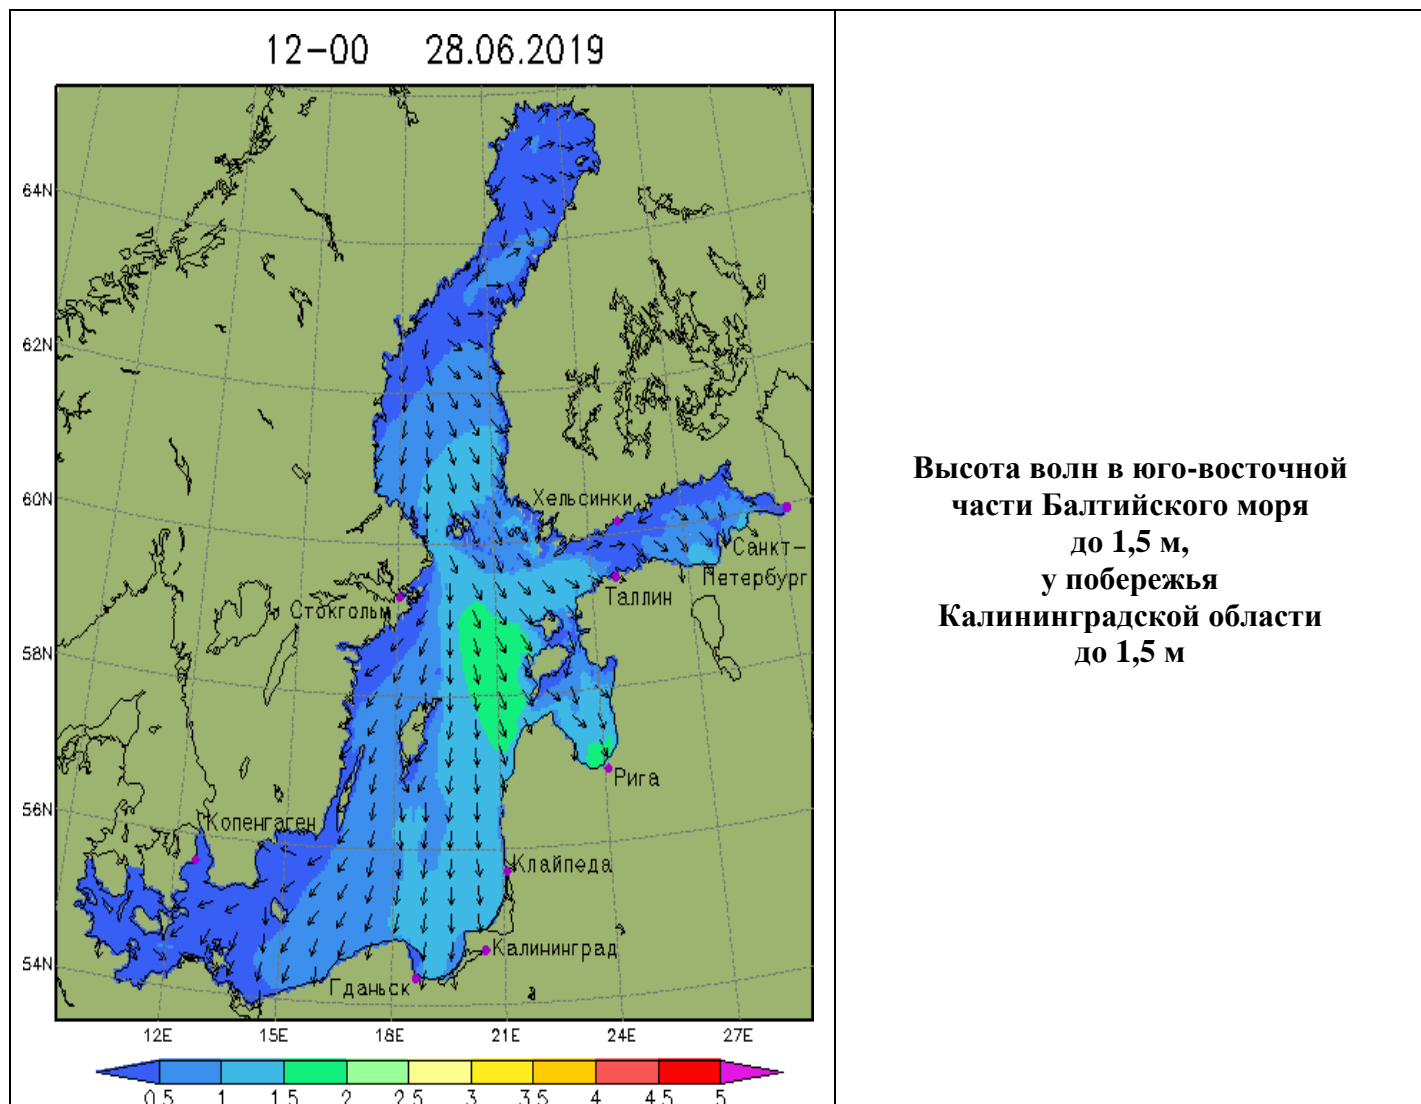 12-00 28.06.2019
64N
62N
60N
58N
56N
54N
Хельсинки
Санкт-
Петербург
Таллин
Стокгольм
Рига
Копенгаген
Клайпеда
Калининград
Гданьск
12E 15E 18E 21E 24E 27E
0.5 1 1.5 2 2.5 3 3.5 4 4.5 5
Высота волн в юго-восточной
части Балтийского моря
до 1,5 м,
у побережья
Калининградской области
до 1,5 м